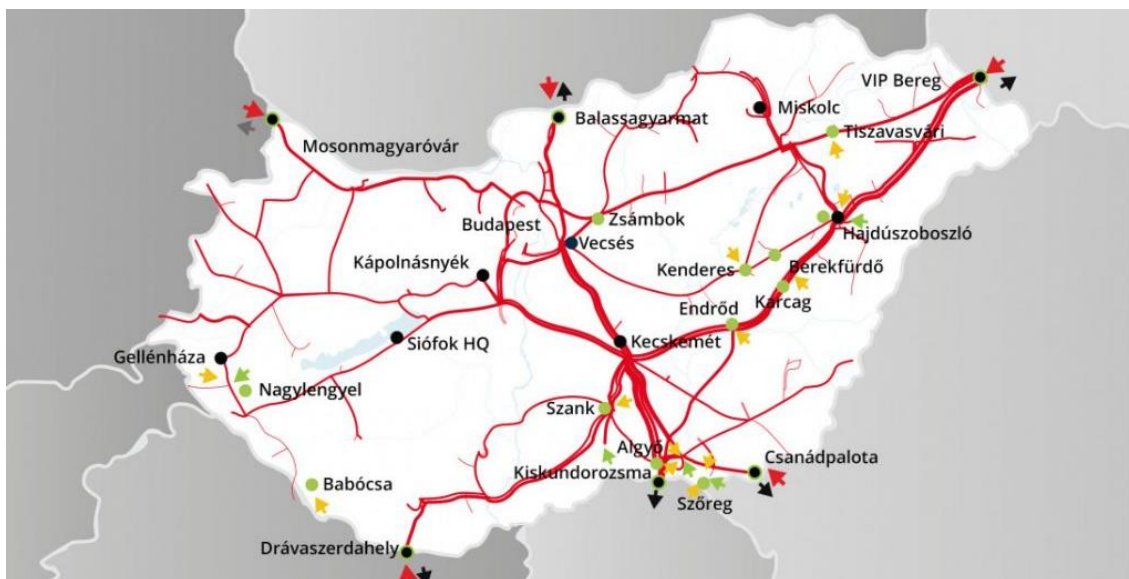 VIP Bereg
Miskolc
Balassagyarmat
Tiszavasvári
Mosonmagyaróvár
Zsámbok
Budapest
Hajdúszoboszló
Vecsés
Kápolnásnyék
Kenderes
Berekfürdő
Karcag
Endrőd
Siófok HQ
Kecskemét
Gellénháza
Nagylengyel
Szank
Algyő
Csanádpalota
Kiskundorozsma
Babócsa
Szőreg
Drávaszerdahely